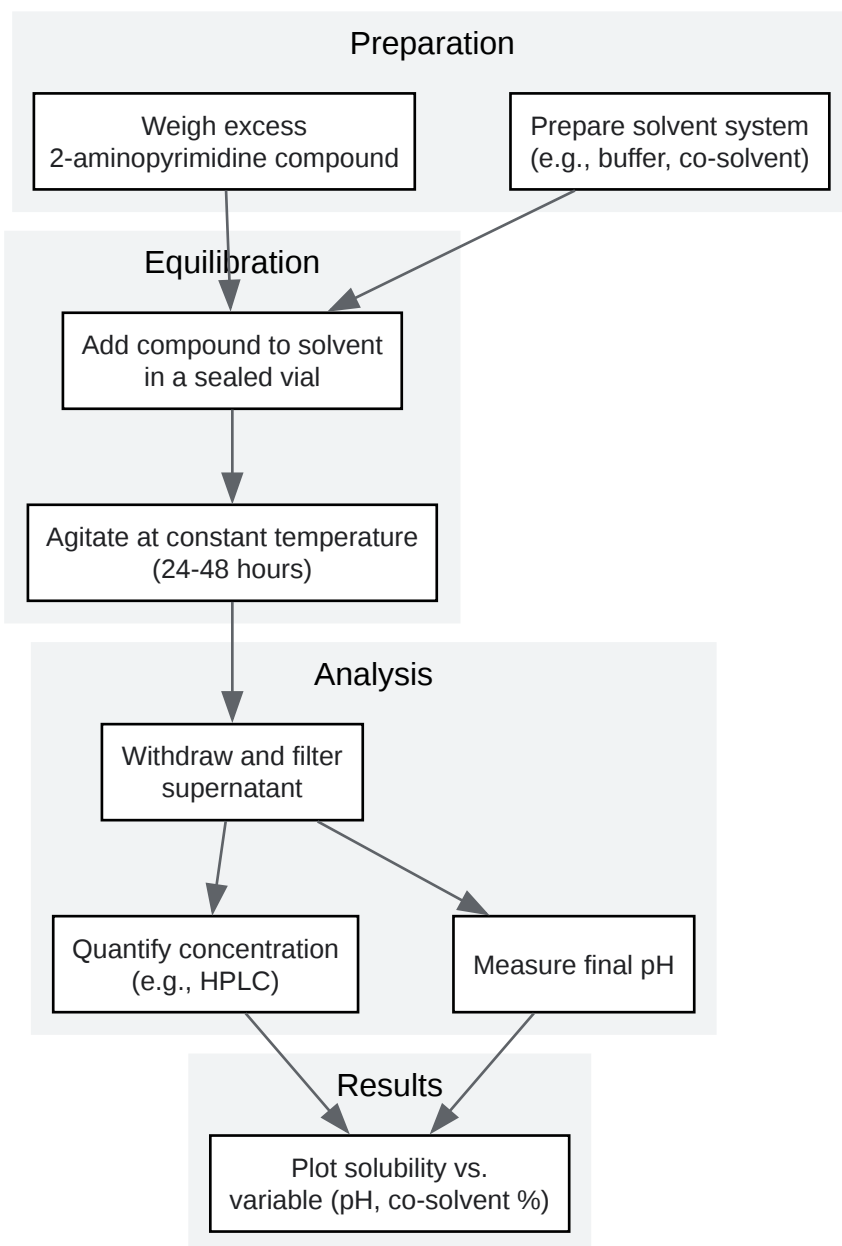 Preparation
Weigh excess
2-aminopyrimidine compound
Prepare solvent system
(e.g., buffer, co-solvent)
Equilibration
Add compound to solvent
in a sealed vial
Agitate at constant temperature
(24-48 hours)
Analysis
Withdraw and filter
supernatant
Quantify concentration
(e.g., HPLC)
Measure final pH
Results
Plot solubility vs.
variable (pH, co-solvent %)